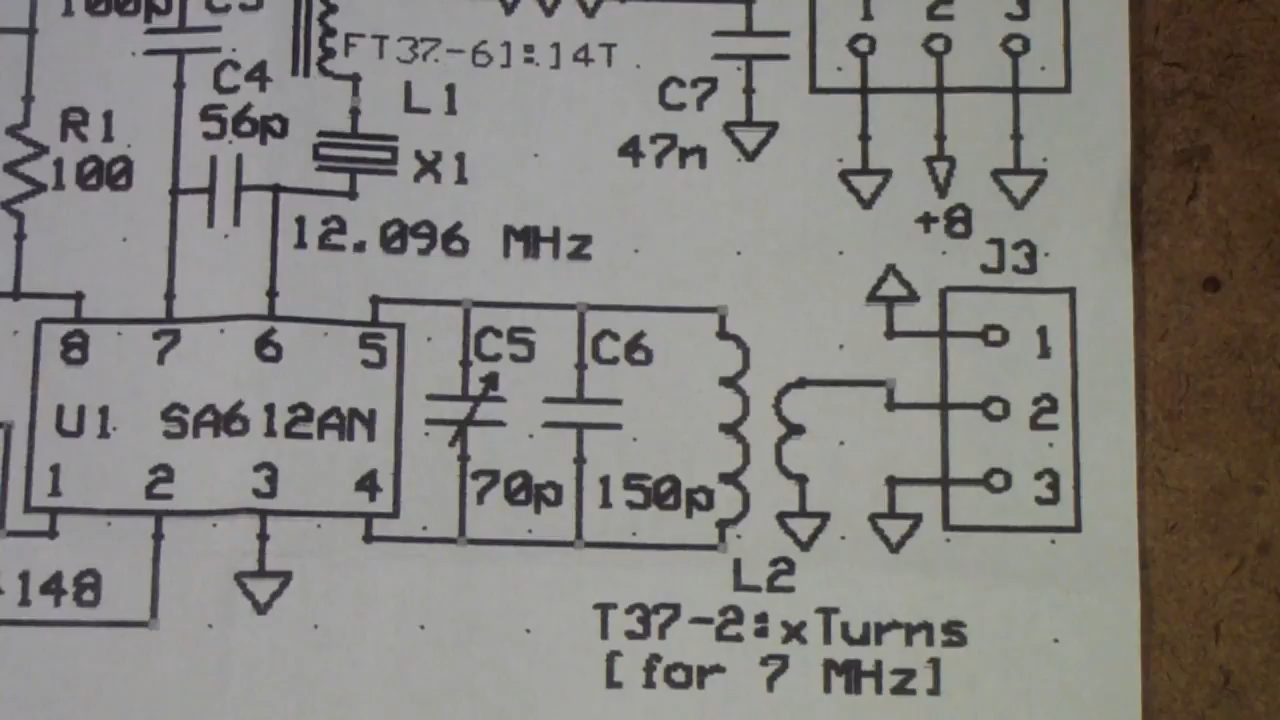 100p C3
FT37-61:14T
C4
L1
C7
56p
R1
47n
100
X1
1 2 3
+8
12.096 MHz
J3
8 7 6 5
C5 C6
1
U1 SA612AN
2
1 2 3 4
70p 150p
3
148
L2
T37-2:xTurns
[for 7 MHz]